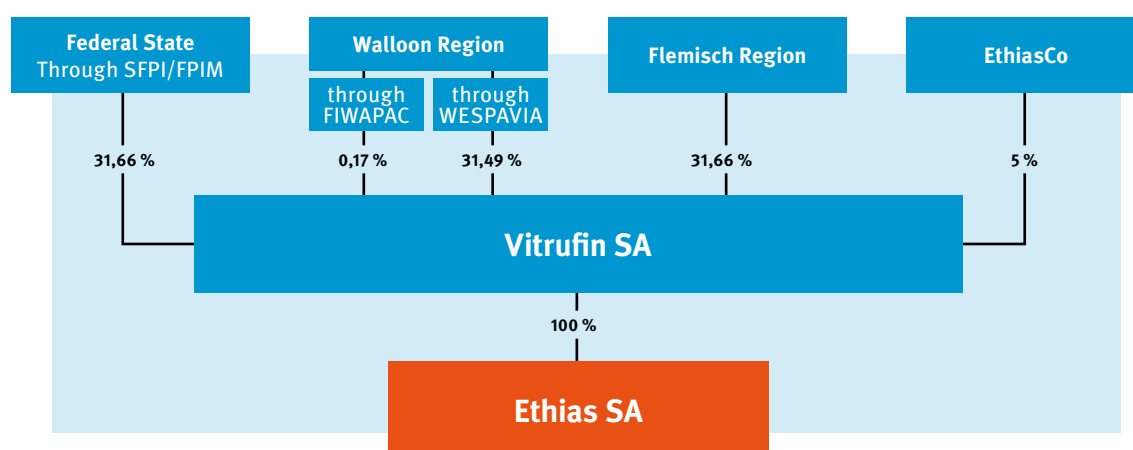 Federal State
Through SFPI/FPIM
Walloon Region
through
FIWAPAC
through
WESPAVIA
Flemisch Region
EthiasCo
31,66 %
0,17 %
31,49 %
31,66 %
5 %
Vitrufin SA
100 %
Ethias SA